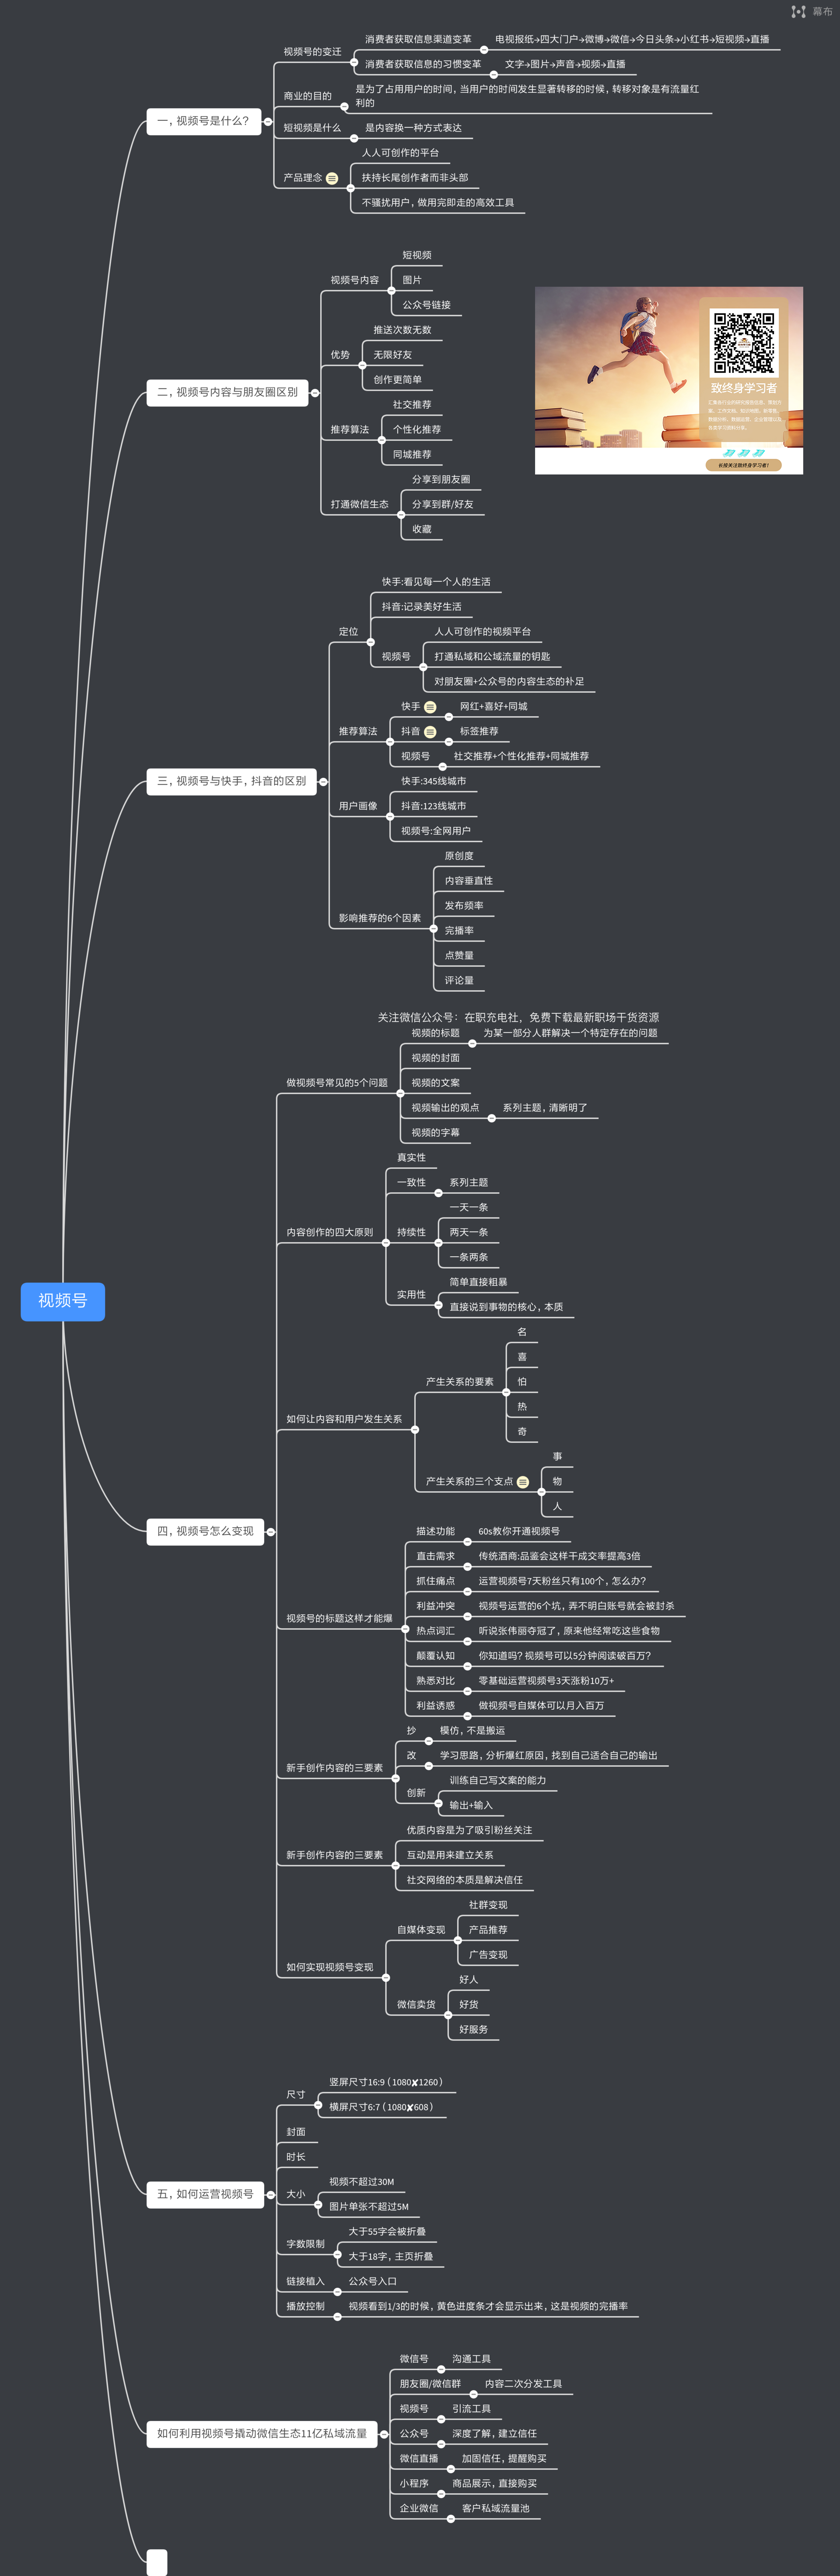 幕布
视频号
一，视频号是什么？
视频号的变迁
消费者获取信息渠道变革
电视报纸→四大门户→微博→微信→今日头条→小红书→短视频→直播
消费者获取信息的习惯变革
文字→图片→声音→视频→直播
商业的目的
是为了占用用户的时间，当用户的时间发生显著转移的时候，转移对象是有流量红
利的
短视频是什么
是内容换一种方式表达
产品理念
人人可创作的平台
扶持长尾创作者而非头部
不骚扰用户，做用完即走的高效工具
二，视频号内容与朋友圈区别
视频号内容
短视频
图片
公众号链接
优势
推送次数无数
无限好友
创作更简单
推荐算法
社交推荐
个性化推荐
同城推荐
打通微信生态
分享到朋友圈
分享到群/好友
收藏
致终身学习者
长按关注致终身学习者！
三，视频号与快手，抖音的区别
定位
快手:看见每一个人的生活
抖音:记录美好生活
视频号
人人可创作的视频平台
打通私域和公域流量的钥匙
对朋友圈+公众号的内容生态的补足
推荐算法
快手
网红+喜好+同城
抖音
标签推荐
视频号
社交推荐+个性化推荐+同城推荐
用户画像
快手:345线城市
抖音:123线城市
视频号:全网用户
影响推荐的6个因素
原创度
内容垂直性
发布频率
完播率
点赞量
评论量
关注微信公众号：在职充电社，免费下载最新职场干货资源
四，视频号怎么变现
做视频号常见的5个问题
视频的标题
为某一部分人群解决一个特定存在的问题
视频的封面
视频的文案
视频输出的观点
系列主题，清晰明了
视频的字幕
内容创作的四大原则
真实性
一致性
系列主题
持续性
一天一条
两天一条
一条两条
实用性
简单直接粗暴
直接说到事物的核心，本质
如何让内容和用户发生关系
产生关系的要素
名
喜
怕
热
奇
产生关系的三个支点
事
物
人
视频号的标题这样才能爆
描述功能
60s教你开通视频号
直击需求
传统酒商:品鉴会这样干成交率提高3倍
抓住痛点
运营视频号7天粉丝只有100个，怎么办？
利益冲突
视频号运营的6个坑，弄不明白账号就会被封杀
热点词汇
听说张伟丽夺冠了，原来他经常吃这些食物
颠覆认知
你知道吗？视频号可以5分钟阅读破百万？
熟悉对比
零基础运营视频号3天涨粉10万+
利益诱惑
做视频号自媒体可以月入百万
新手创作内容的三要素
抄
模仿，不是搬运
改
学习思路，分析爆红原因，找到自己适合自己的输出
创新
训练自己写文案的能力
输出+输入
新手创作内容的三要素
优质内容是为了吸引粉丝关注
互动是用来建立关系
社交网络的本质是解决信任
如何实现视频号变现
自媒体变现
社群变现
产品推荐
广告变现
微信卖货
好人
好货
好服务
五，如何运营视频号
尺寸
竖屏尺寸16:9（1080✘1260）
横屏尺寸6:7（1080✘608）
封面
时长
大小
视频不超过30M
图片单张不超过5M
字数限制
大于55字会被折叠
大于18字，主页折叠
链接植入
公众号入口
播放控制
视频看到1/3的时候，黄色进度条才会显示出来，这是视频的完播率
如何利用视频号撬动微信生态11亿私域流量
微信号
沟通工具
朋友圈/微信群
内容二次分发工具
视频号
引流工具
公众号
深度了解，建立信任
微信直播
加固信任，提醒购买
小程序
商品展示，直接购买
企业微信
客户私域流量池